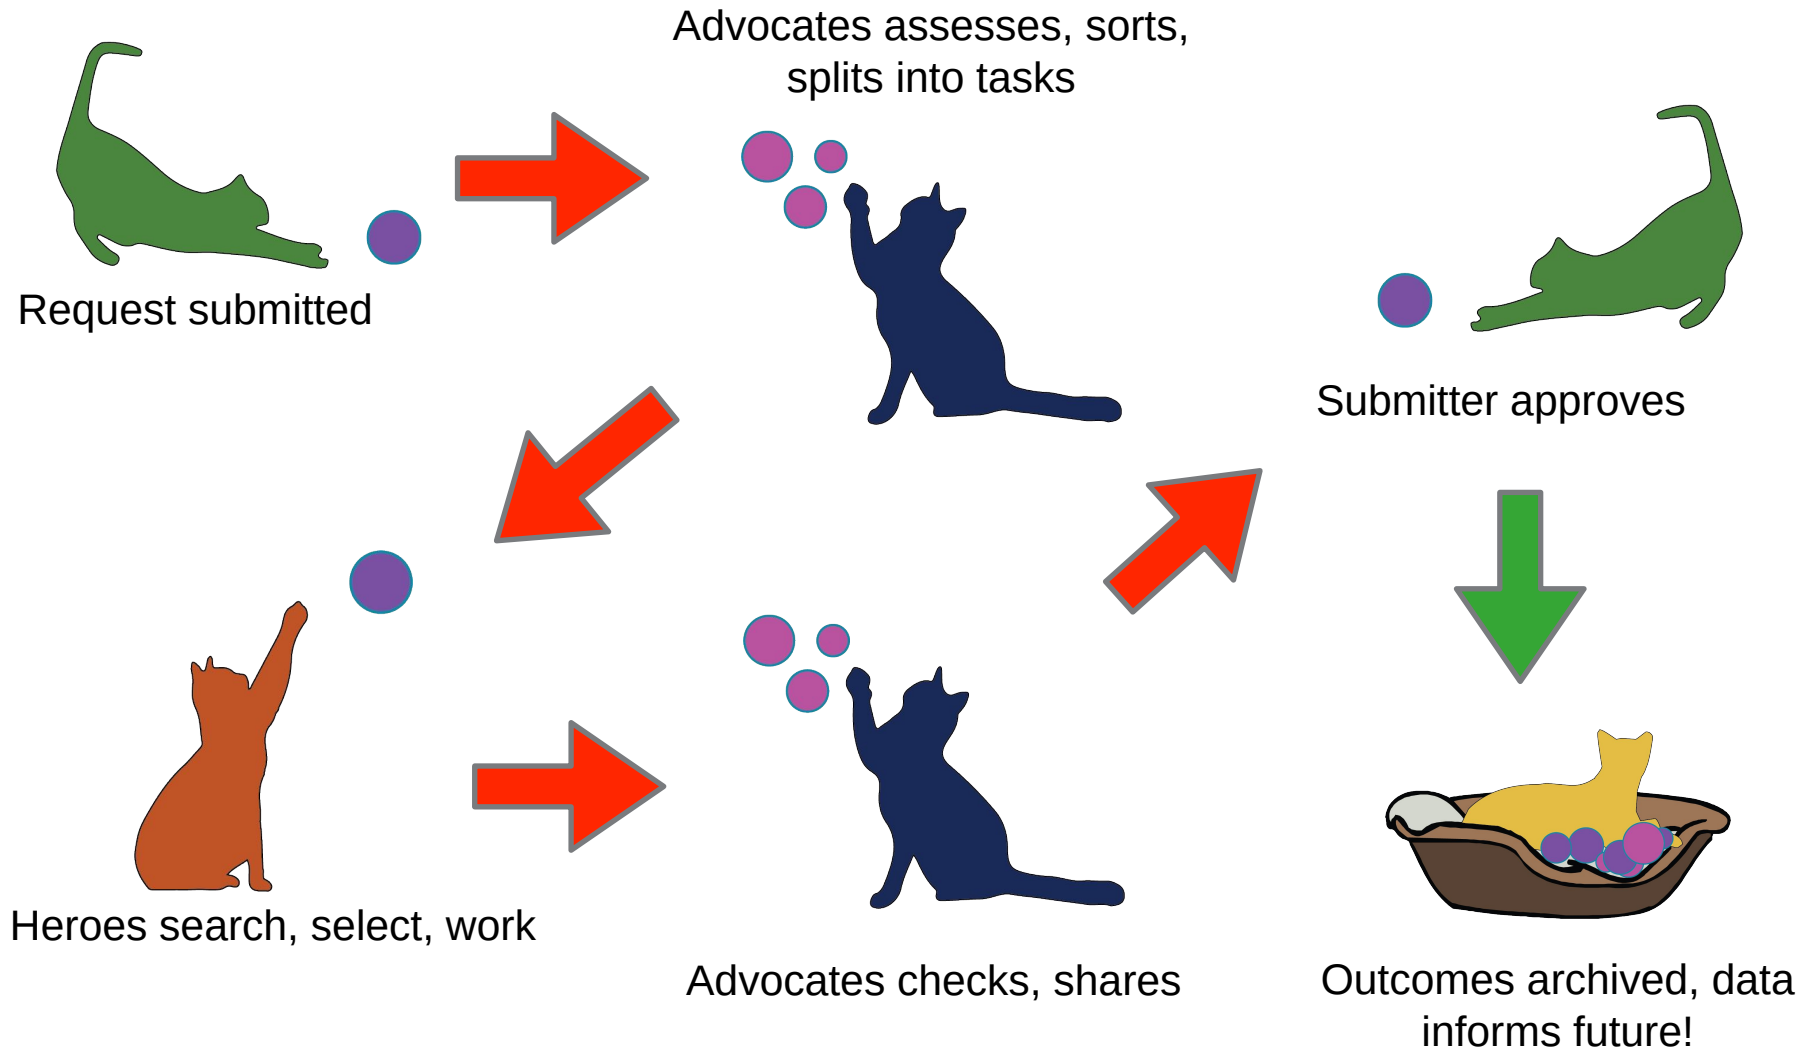 Request submitted
Advocates assesses, sorts,
splits into tasks
Heroes search, select, work
Advocates checks, shares
Submitter approves
Outcomes archived, data
informs future!